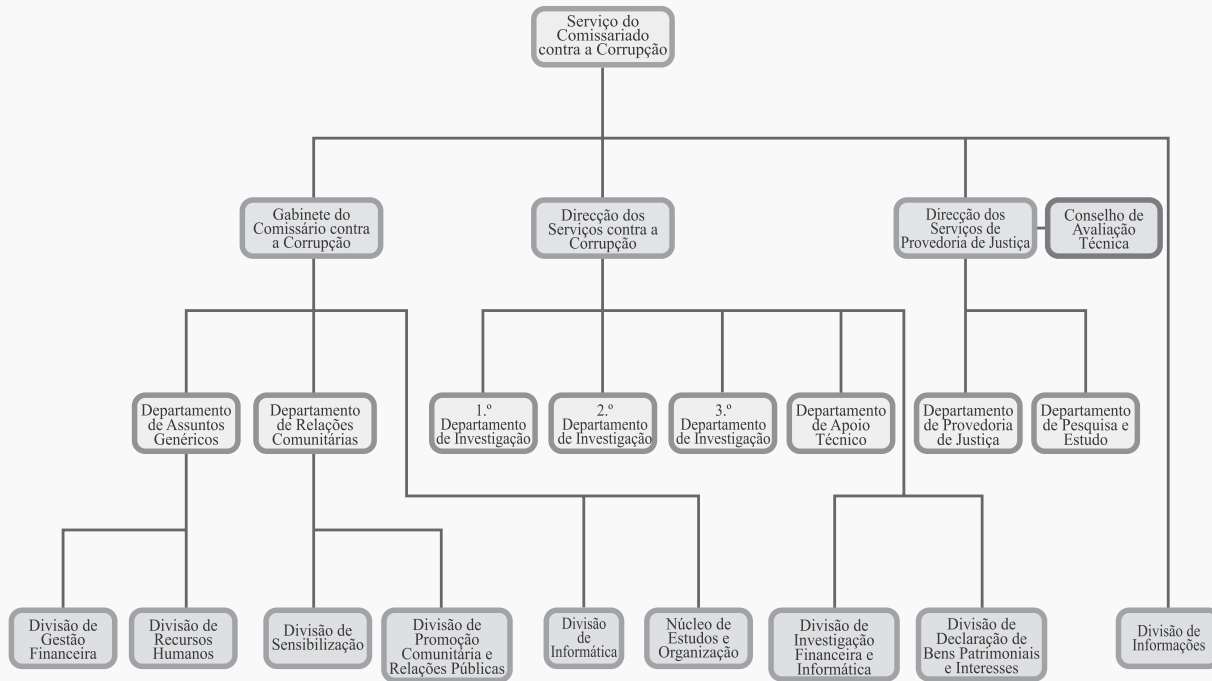 Serviço do
Comissariado
contra a Corrupção
Gabinete do
Comissário contra
a Corrupção
Direcção dos
Serviços contra a
Corrupção
Direcção dos
Serviços de
Provedoria de Justiça
Conselho de
Avaliação
Técnica
Departamento
de Assuntos
Genéricos
Departamento
de Relações
Comunitárias
1.º
Departamento
de Investigação
2.º
Departamento
de Investigação
3.º
Departamento
de Investigação
Departamento
de Apoio
Técnico
Departamento
de Provedoria
de Justiça
Departamento
de Pesquisa e
Estudo
Divisão de
Gestão
Financeira
Divisão de
Recursos
Humanos
Divisão de
Sensibilização
Divisão de
Promoção
Comunitária e
Relações Públicas
Divisão
de
Informática
Núcleo de
Estudos e
Organização
Divisão de
Investigação
Financeira e
Informática
Divisão de
Declaração de
Bens Patrimoniais
e Interesses
Divisão de
Informações